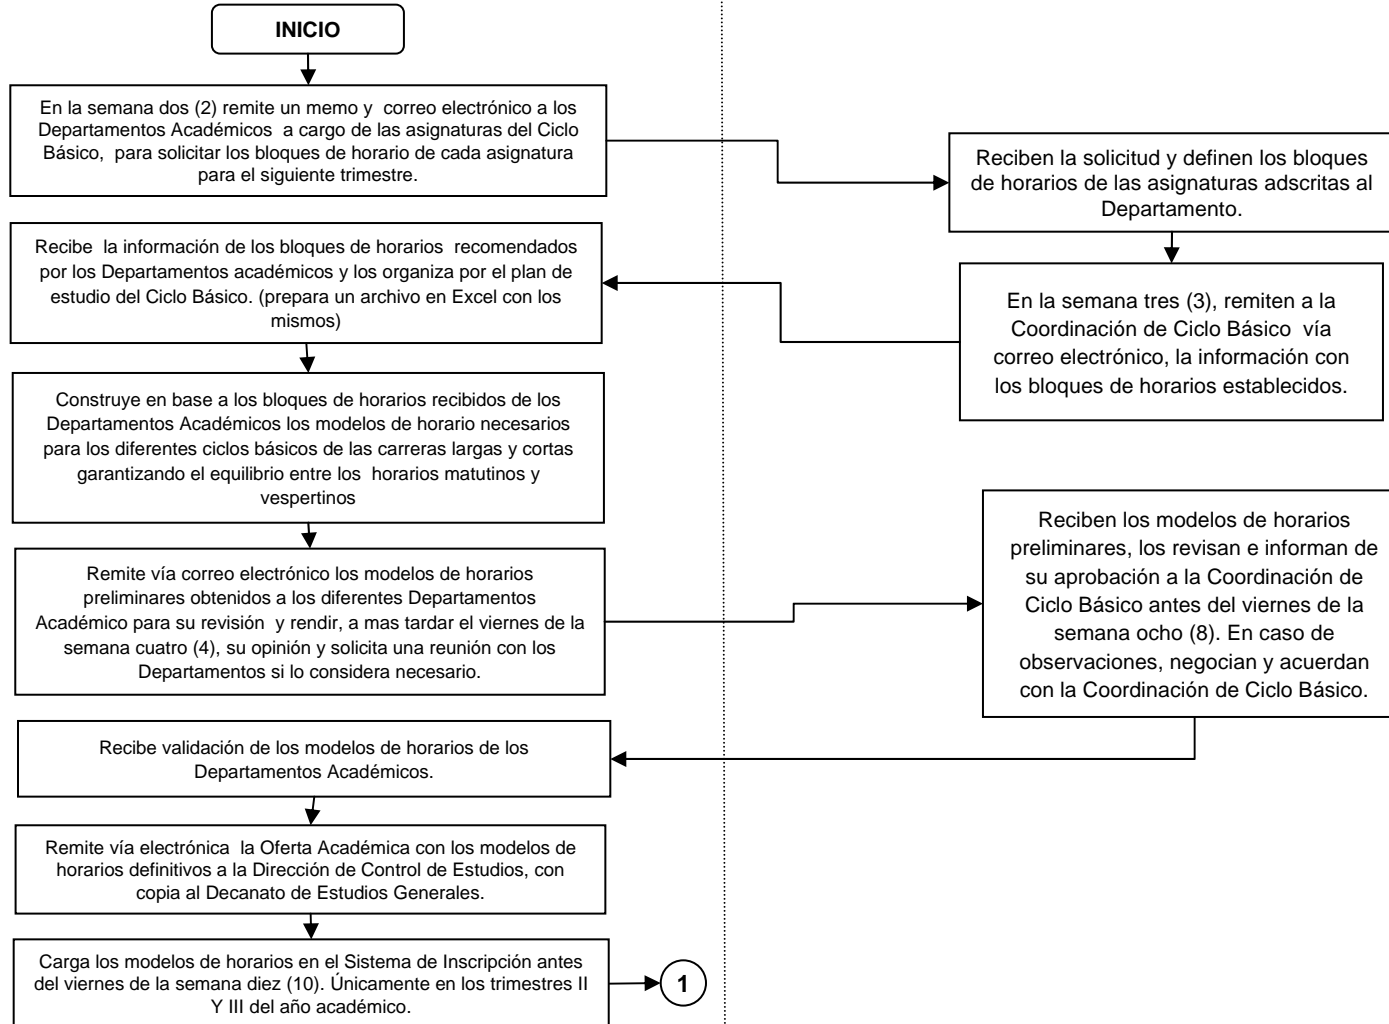 INICIO
En la semana dos (2) remite un memo y correo electrónico a los
Departamentos Académicos a cargo de las asignaturas del Ciclo
Básico, para solicitar los bloques de horario de cada asignatura
para el siguiente trimestre.
Reciben la solicitud y definen los bloques
de horarios de las asignaturas adscritas al
Departamento.
En la semana tres (3), remiten a la
Coordinación de Ciclo Básico vía
correo electrónico, la información con
los bloques de horarios establecidos.
Recibe la información de los bloques de horarios recomendados
por los Departamentos académicos y los organiza por el plan de
estudio del Ciclo Básico. (prepara un archivo en Excel con los
mismos)
Construye en base a los bloques de horarios recibidos de los
Departamentos Académicos los modelos de horario necesarios
para los diferentes ciclos básicos de las carreras largas y cortas
garantizando el equilibrio entre los horarios matutinos y
vespertinos
Remite vía correo electrónico los modelos de horarios
preliminares obtenidos a los diferentes Departamentos
Académico para su revisión y rendir, a mas tardar el viernes de la
semana cuatro (4), su opinión y solicita una reunión con los
Departamentos si lo considera necesario.
Reciben los modelos de horarios
preliminares, los revisan e informan de
su aprobación a la Coordinación de
Ciclo Básico antes del viernes de la
semana ocho (8). En caso de
observaciones, negocian y acuerdan
con la Coordinación de Ciclo Básico.
Recibe validación de los modelos de horarios de los
Departamentos Académicos.
Remite vía electrónica la Oferta Académica con los modelos de
horarios definitivos a la Dirección de Control de Estudios, con
copia al Decanato de Estudios Generales.
Carga los modelos de horarios en el Sistema de Inscripción antes
del viernes de la semana diez (10). Únicamente en los trimestres II
Y III del año académico.
1